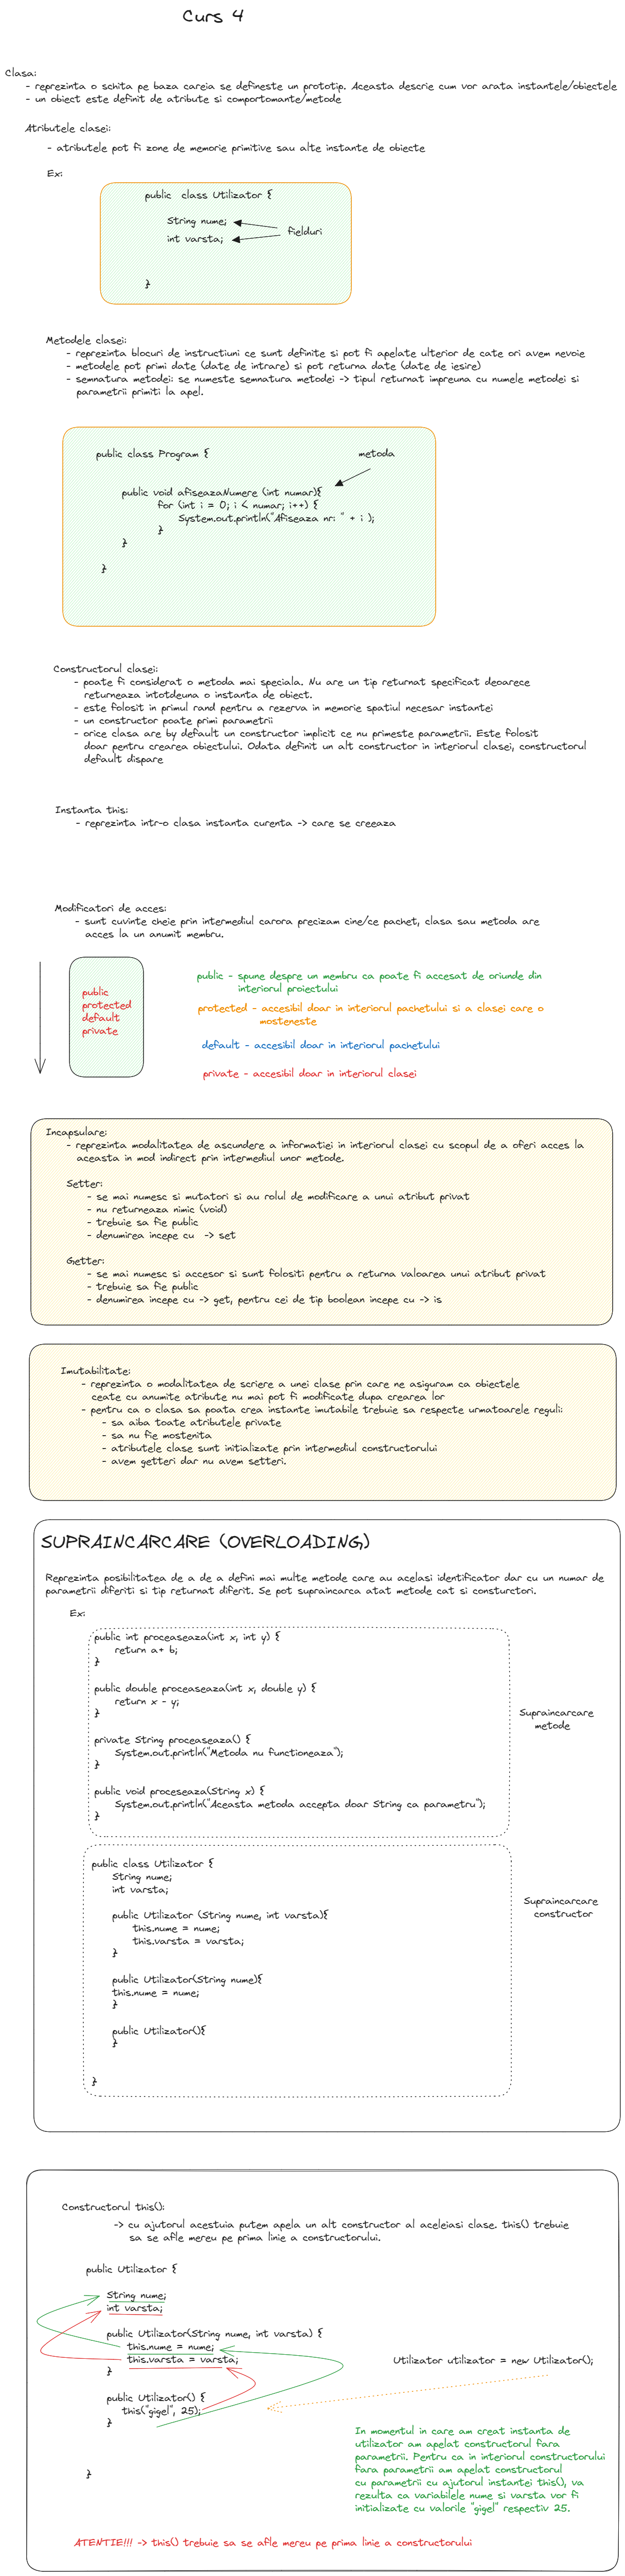 Curs 4
Clasa:
- reprezinta o schita pe baza careia se defineste un prototip. Aceasta descrie cum vor arata instantele/obiectele
- un obiect este definit de atribute si comportomante/metode
Atributele clasei:
- atributele pot fi zone de memorie primitive sau alte instante de obiecte
Ex:
public class Utilizator {
String nume;
fielduri
int varsta;
}
Metodele clasei:
- reprezinta blocuri de instructiuni ce sunt definite si pot fi apelate ulterior de cate ori avem nevoie
- metodele pot primi date (date de intrare) si pot returna date (date de iesire)
- semnatura metodei: se numeste semnatura metodei -> tipul returnat impreuna cu numele metodei si
parametrii primiti la apel.
public class Program {
metoda
public void afiseazaNumere (int numar){
for (int i = 0; i < numar; i++) {
System.out.println("Afiseaza nr: " + i );
}
}
}
Constructorul clasei:
- poate fi considerat o metoda mai speciala. Nu are un tip returnat specificat deoarece
returneaza intotdeuna o instanta de obiect.
- este folosit in primul rand pentru a rezerva in memorie spatiul necesar instantei
- un constructor poate primi parametrii
- orice clasa are by default un constructor implicit ce nu primeste parametrii. Este folosit
doar pentru crearea obiectului. Odata definit un alt constructor in interiorul clasei, constructorul
default dispare
Instanta this:
- reprezinta intr-o clasa instanta curenta -> care se creeaza
Modificatori de acces:
- sunt cuvinte cheie prin intermediul carora precizam cine/ce pachet, clasa sau metoda are
acces la un anumit membru.
public
protected
default
private
public - spune despre un membru ca poate fi accesat de oriunde din
interiorul proiectului
protected - accesibil doar in interiorul pachetului si a clasei care o
mosteneste
default - accesibil doar in interiorul pachetului
private - accesibil doar in interiorul clasei
Incapsulare:
- reprezinta modalitatea de ascundere a informatiei in interiorul clasei cu scopul de a oferi acces la
aceasta in mod indirect prin intermediul unor metode.
Setter:
- se mai numesc si mutatori si au rolul de modificare a unui atribut privat
- nu returneaza nimic (void)
- trebuie sa fie public
- denumirea incepe cu -> set
Getter:
- se mai numesc si accesor si sunt folositi pentru a returna valoarea unui atribut privat
- trebuie sa fie public
- denumirea incepe cu -> get, pentru cei de tip boolean incepe cu -> is
Imutabilitate:
- reprezinta o modalitatea de scriere a unei clase prin care ne asiguram ca obiectele
ceate cu anumite atribute nu mai pot fi modificate dupa crearea lor
- pentru ca o clasa sa poata crea instante imutabile trebuie sa respecte urmatoarele reguli:
- sa aiba toate atributele private
- sa nu fie mostenita
- atributele clase sunt initializate prin intermediul constructorului
- avem getteri dar nu avem setteri.
SUPRAINCARCARE (OVERLOADING)
Reprezinta posibilitatea de a de a defini mai multe metode care au acelasi identificator dar cu un numar de
parametrii diferiti si tip returnat diferit. Se pot supraincarca atat metode cat si consturctori.
Ex:
public int proceaseaza(int x, int y) {
return a+ b;
}
public double proceaseaza(int x, double y) {
return x - y;
}
private String proceaseaza() {
System.out.println("Metoda nu functioneaza");
}
public void proceseaza(String x) {
System.out.println("Aceasta metoda accepta doar String ca parametru");
}
Supraincarcare
metode
public class Utilizator {
String nume;
int varsta;
public Utilizator (String nume, int varsta){
this.nume = nume;
this.varsta = varsta;
}
public Utilizator(String nume){
this.nume = nume;
}
public Utilizator(){
}
}
Supraincarcare
constructor
Constructorul this():
-> cu ajutorul acestuia putem apela un alt constructor al aceleiasi clase. this() trebuie
sa se afle mereu pe prima linie a constructorului.
public Utilizator {
String nume;
int varsta;
public Utilizator(String nume, int varsta) {
this.nume = nume;
this.varsta = varsta;
}
public Utilizator() {
this("gigel", 25);
}
}
Utilizator utilizator = new Utilizator();
In momentul in care am creat instanta de
utilizator am apelat constructorul fara
parametrii. Pentru ca in interiorul constructorului
fara parametrii am apelat constructorul
cu parametrii cu ajutorul instantei this(), va
rezulta ca variabilele nume si varsta vor fi
initializate cu valorile "gigel" respectiv 25.
ATENTIE!!! -> this() trebuie sa se afle mereu pe prima linie a constructorului